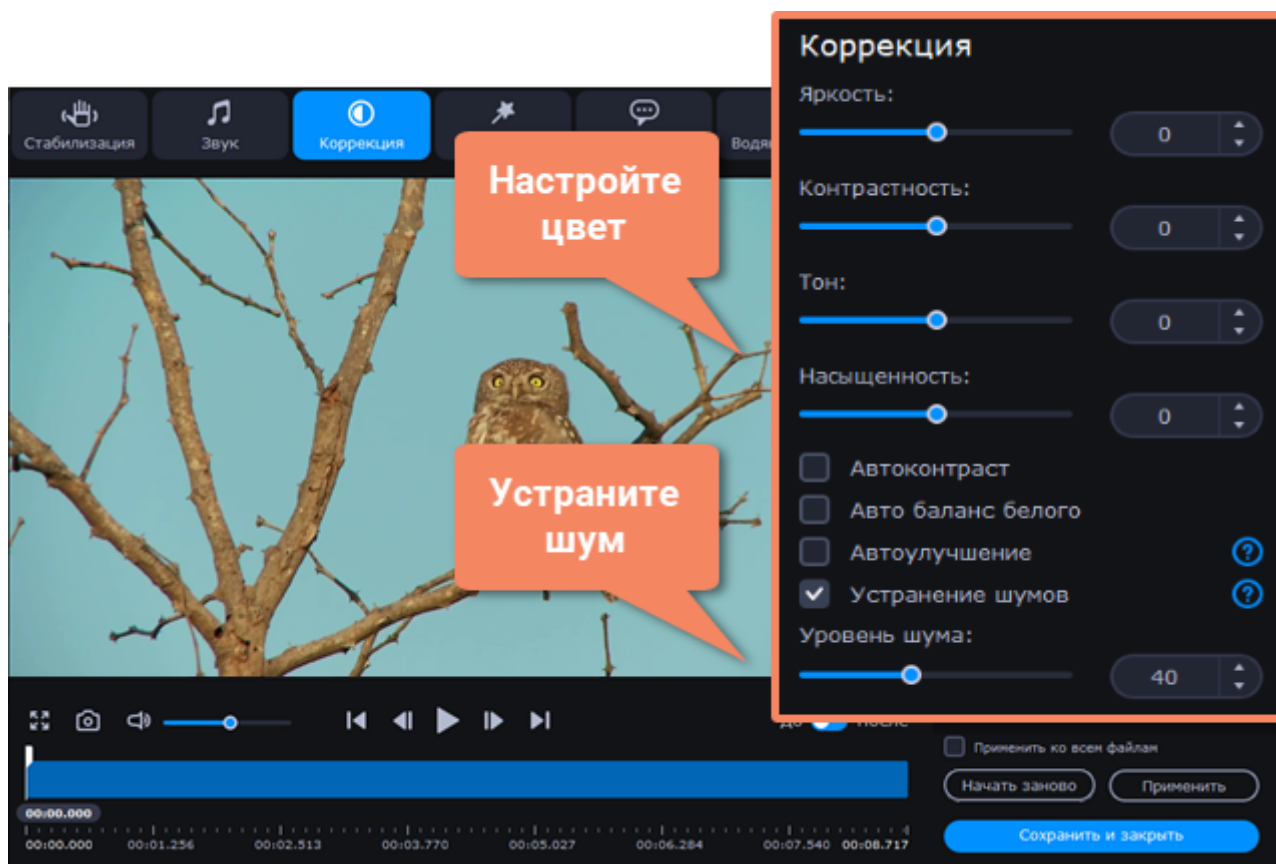 Коррекция
Яркость:
0
Контрастность:
0
Тон:
0
Насыщенность:
0
Автоконтраст
Авто баланс белого
Автоулучшение
?
Устранение шумов
?
Уровень шума:
40
Стабилизация
Звук
Коррекция
Настройте
цвет
Устраните
шум
После
Применить ко всем файлам
Начать заново
Применить
Сохранить и закрыть
00:00.000
00:00.000 00:01.256 00:02.513 00:03.770 00:05.027 00:06.284 00:07.540 00:08.717